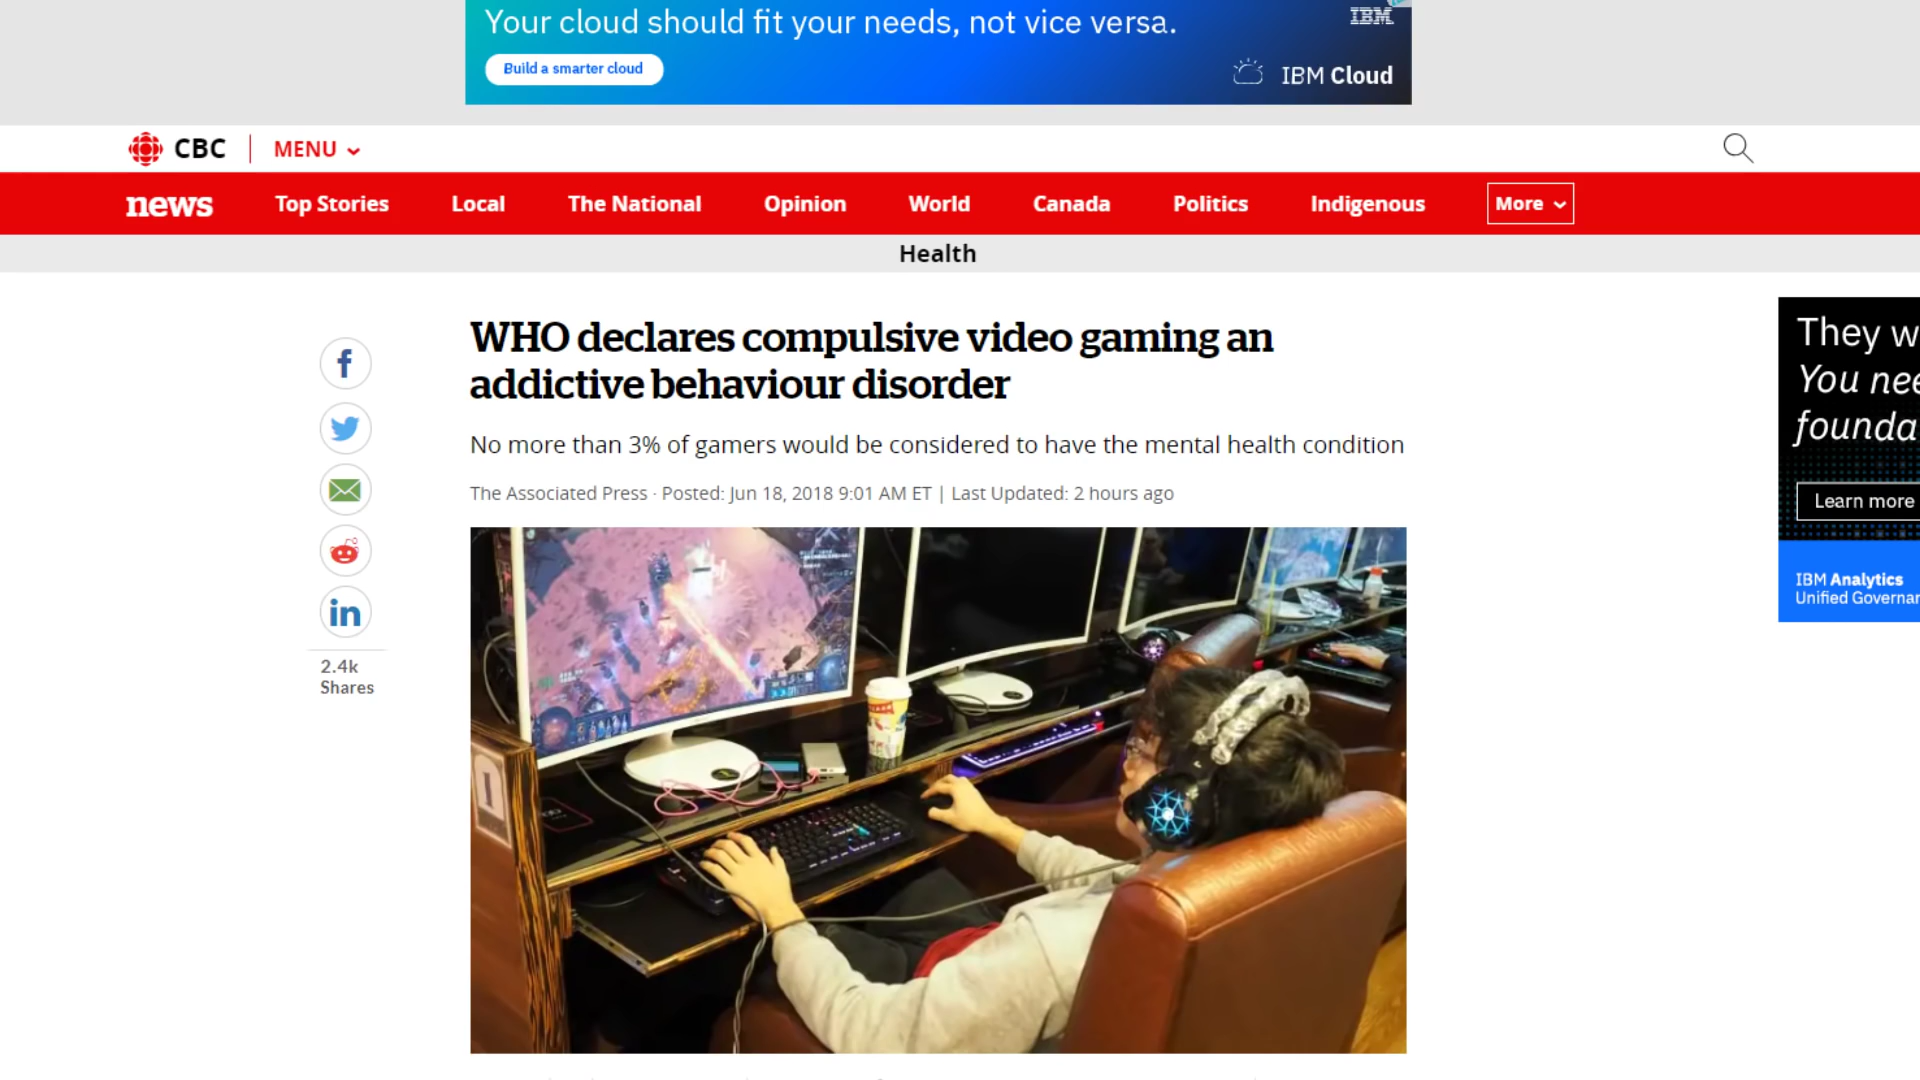 Your cloud should fit your needs, not vice versa.
IBM
Build a smarter cloud
IBM Cloud
CBC
MENU
news
Top Stories
Local
The National
Opinion
World
Canada
Politics
Indigenous
More
Health
WHO declares compulsive video gaming an
addictive behaviour disorder
No more than 3% of gamers would be considered to have the mental health condition
The Associated Press · Posted: Jun 18, 2018 9:01 AM ET | Last Updated: 2 hours ago
f
in
2.4k
Shares
They w
You nee
founda
Learn more
IBM Analytics
Unified Governan